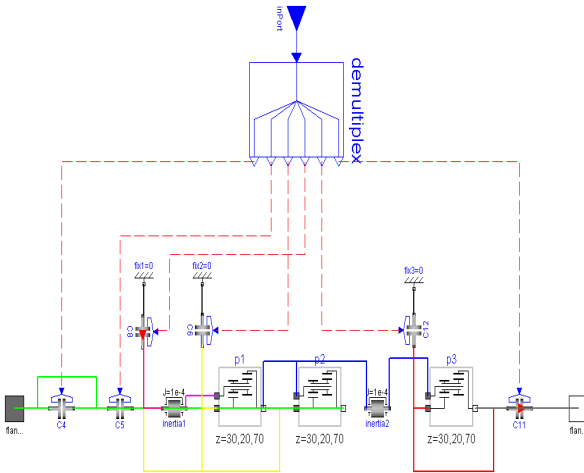 inPort
demultiplex
fix1=0
fix2=0
fix3=0
C8
C6
C12
p1
p2
p3
J=1e-4
J=1e-4
flan...
C4
C5
inertia1
z=30,20,70
z=30,20,70
inertia2
z=30,20,70
C11
flan...